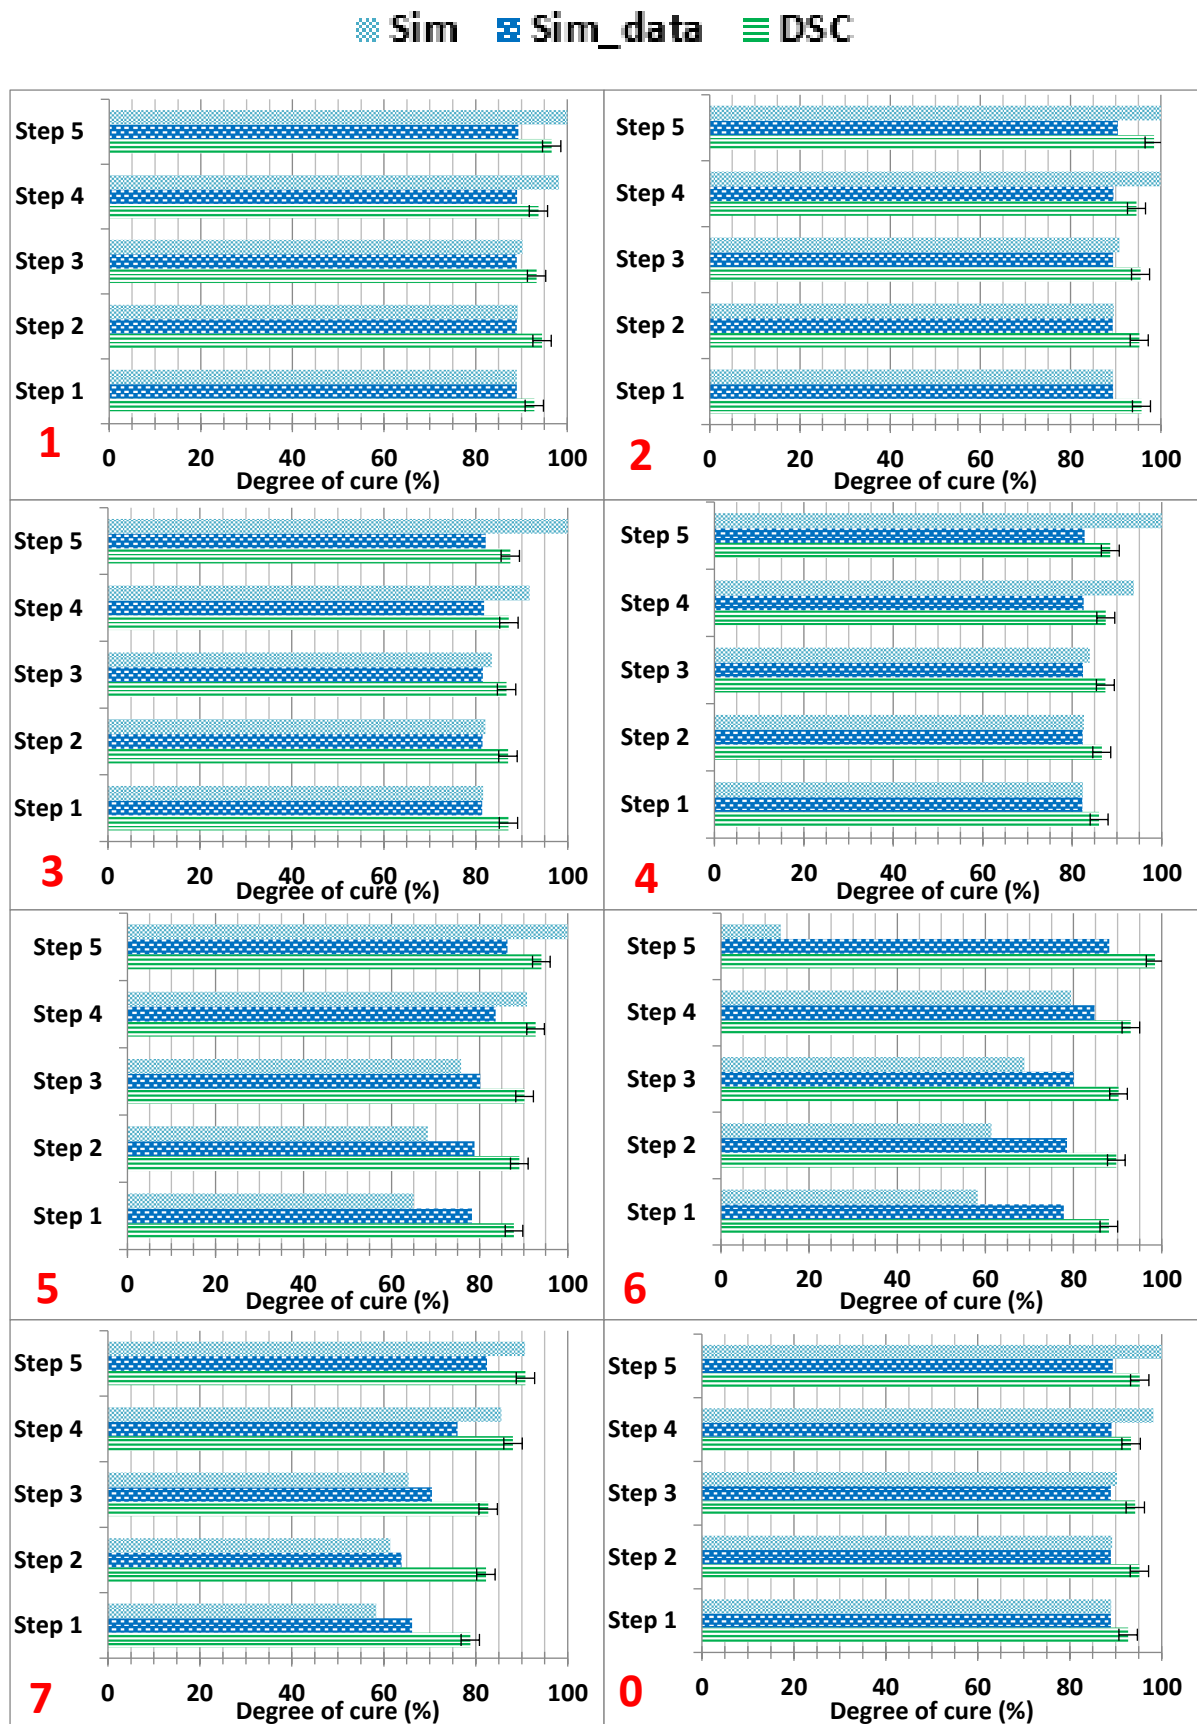 Sim Sim_data DSC
Step 5
Step 4
Step 3
Step 2
Step 1
0 20 40 60 80 100
Degree of cure (%)
1
Step 5
Step 4
Step 3
Step 2
Step 1
0 20 40 60 80 100
Degree of cure (%)
2
Step 5
Step 4
Step 3
Step 2
Step 1
0 20 40 60 80 100
Degree of cure (%)
3
Step 5
Step 4
Step 3
Step 2
Step 1
0 20 40 60 80 100
Degree of cure (%)
4
Step 5
Step 4
Step 3
Step 2
Step 1
0 20 40 60 80 100
Degree of cure (%)
5
Step 5
Step 4
Step 3
Step 2
Step 1
0 20 40 60 80 100
Degree of cure (%)
6
Step 5
Step 4
Step 3
Step 2
Step 1
0 20 40 60 80 100
Degree of cure (%)
7
Step 5
Step 4
Step 3
Step 2
Step 1
0 20 40 60 80 100
Degree of cure (%)
0